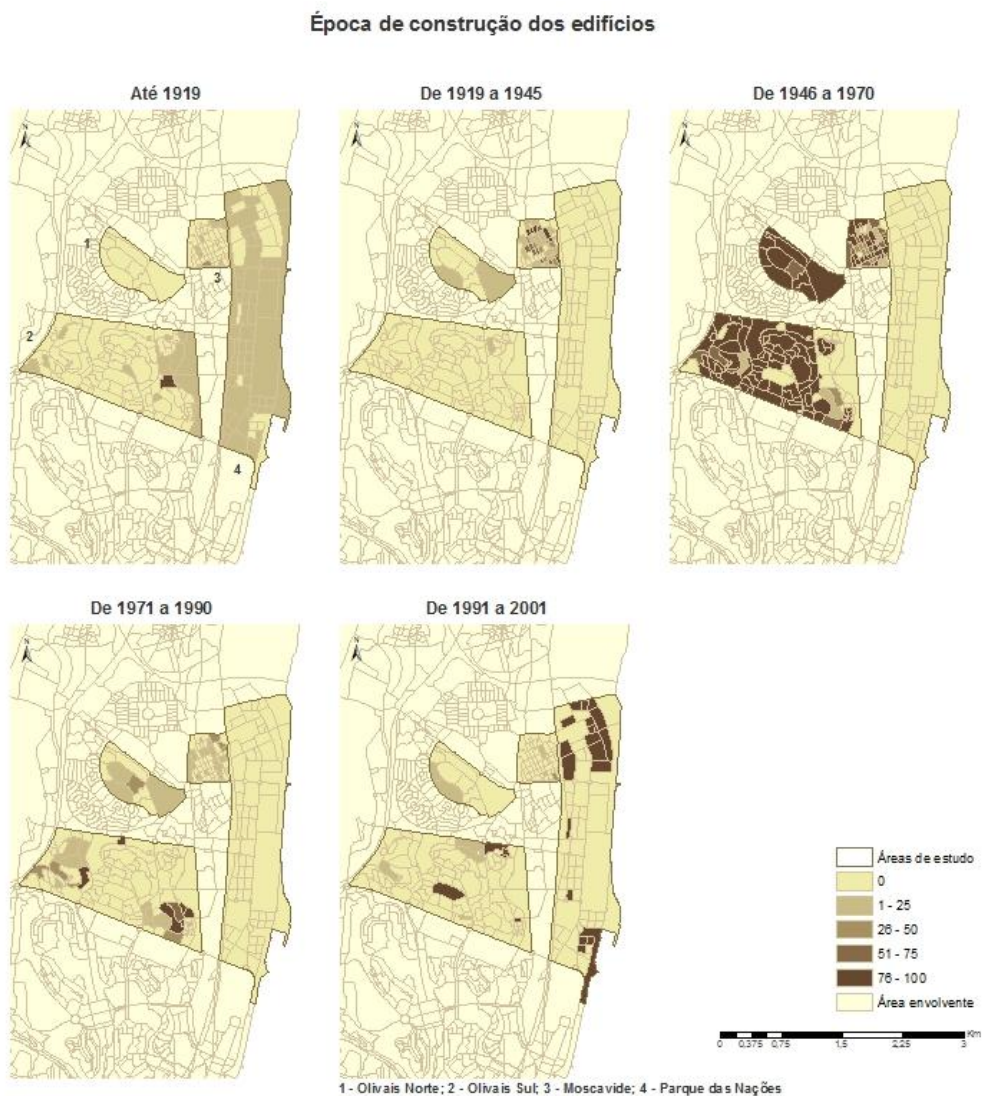 Época de construção dos edifícios
Até 1919
De 1919 a 1945
De 1946 a 1970
N
N
N
1
3
2
4
De 1971 a 1990
De 1991 a 2001
N
N
Áreas de estudo
0
1 - 25
26 - 50
51 - 75
76 - 100
Área envolvente
Km
0 0,375 0,75 1,5 2,25 3
1 - Olivais Norte; 2 - Olivais Sul; 3 - Moscavide; 4 - Parque das Nações